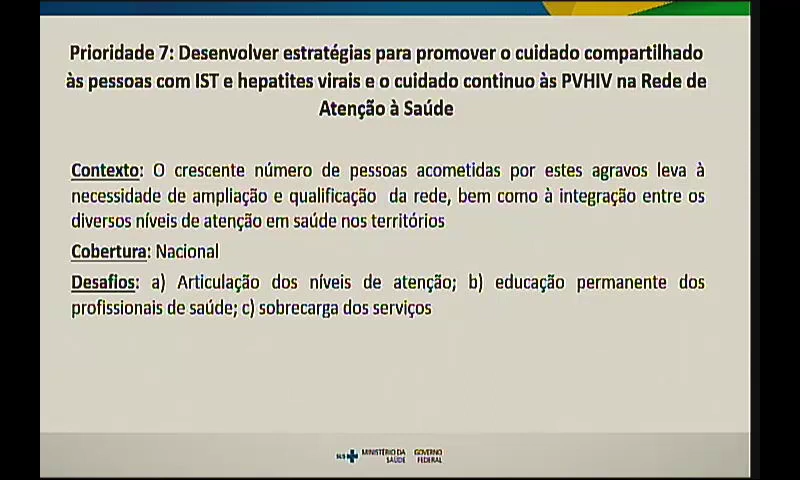 Prioridade 7: Desenvolver estratégias para promover o cuidado compartilhado
às pessoas com IST e hepatites virais e o cuidado continuo às PVHIV na Rede de
Atenção à Saúde
Contexto: O crescente número de pessoas acometidas por estes agravos leva à
necessidade de ampliação e qualificação da rede, bem como à integração entre os
diversos níveis de atenção em saúde nos territórios
Cobertura: Nacional
Desafios: a) Articulação dos níveis de atenção; b) educação permanente dos
profissionais de saúde; c) sobrecarga dos serviços
SUS MINISTÉRIO DA SAÚDE GOVERNO FEDERAL